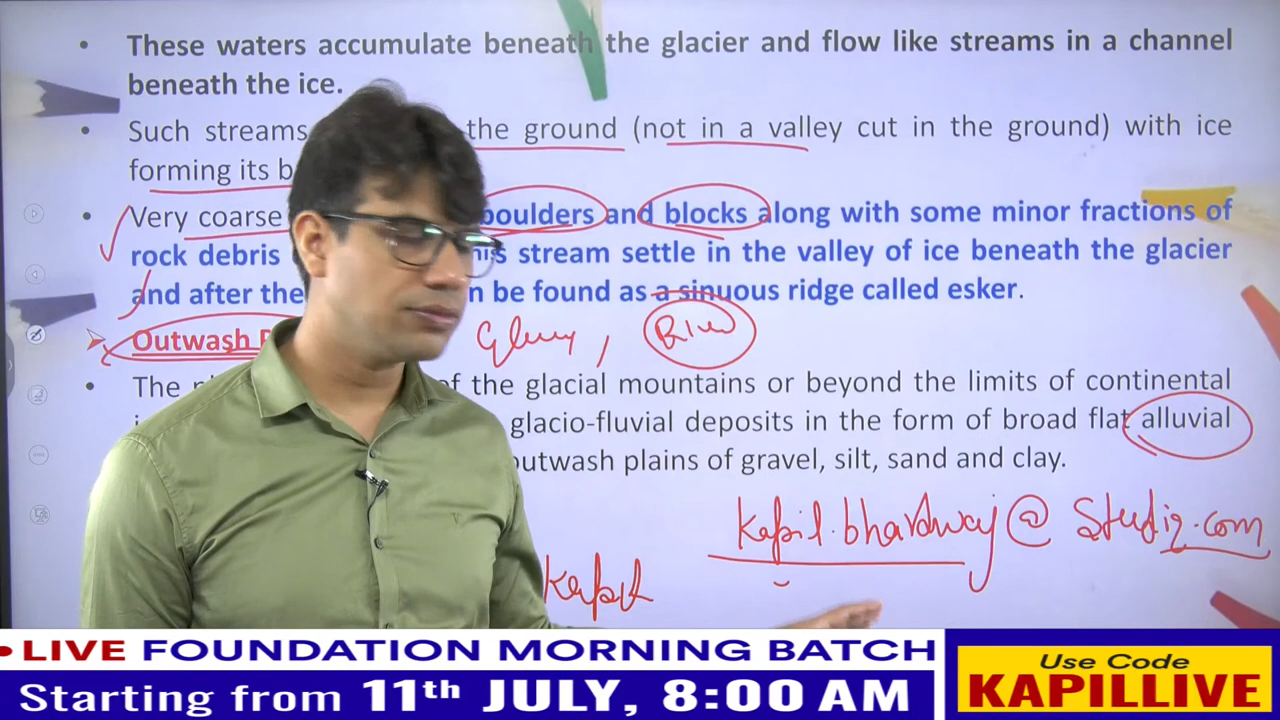 These waters accumulate beneath the glacier and flow like streams in a channel
beneath the ice.
Such streams the ground (not in a valley cut in the ground) with ice
forming its b
Very coarse boulders and blocks along with some minor fractions of
rock debris this stream settle in the valley of ice beneath the glacier
and after the n be found as a sinuous ridge called esker.
Outwash P , River
The of the glacial mountains or beyond the limits of continental
glacio-fluvial deposits in the form of broad flat alluvial
outwash plains of gravel, silt, sand and clay.
kapil.bhardwaj@studiq.com
Kapil
LIVE FOUNDATION MORNING BATCH
Starting from 11th JULY, 8:00 AM
Use Code
KAPILLIVE